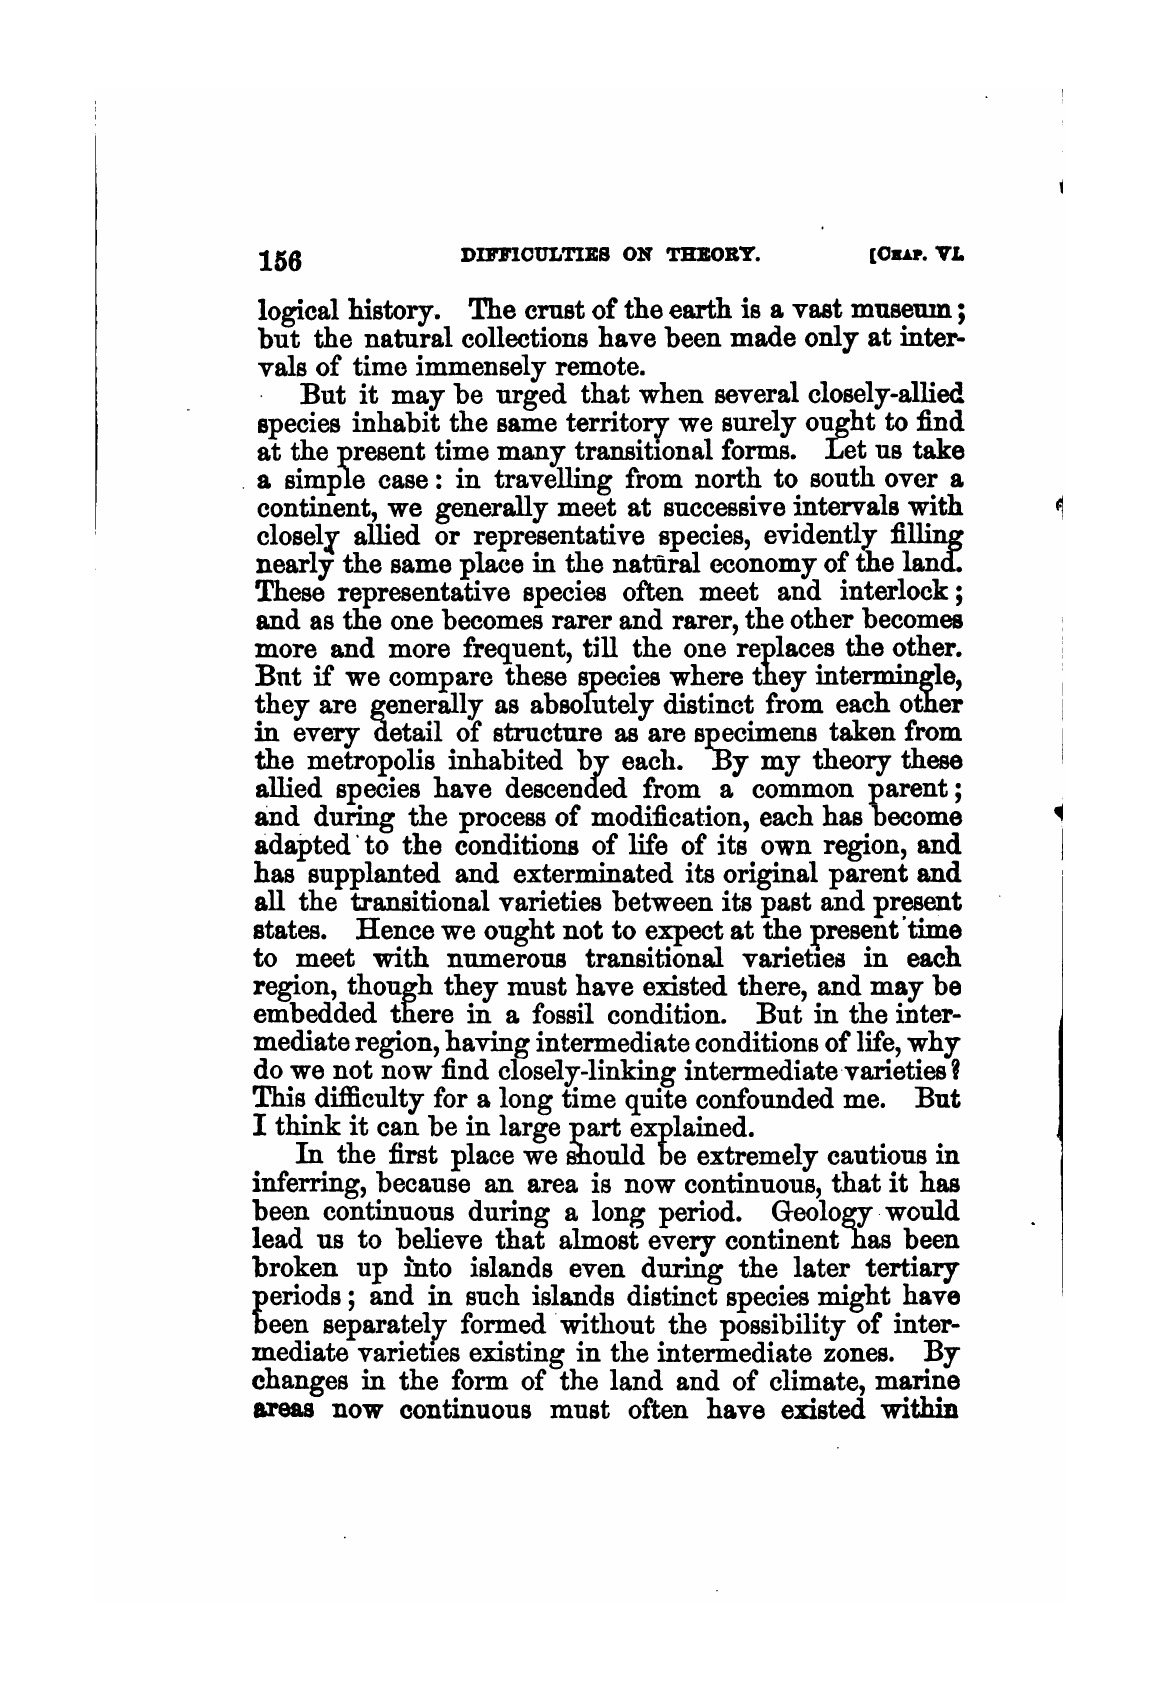 156 DIFFICULTIES ON THEORY. [CHAP. VI.
logical history. The crust of the earth is a vast museum;
but the natural collections have been made only at inter-
vals of time immensely remote.
But it may be urged that when several closely-allied
species inhabit the same territory we surely ought to find
at the present time many transitional forms. Let us take
a simple case: in travelling from north to south over a
continent, we generally meet at successive intervals with
closely allied or representative species, evidently filling
nearly the same place in the natural economy of the land.
These representative species often meet and interlock;
and as the one becomes rarer and rarer, the other becomes
more and more frequent, till the one replaces the other.
But if we compare these species where they intermingle,
they are generally as absolutely distinct from each other
in every detail of structure as are specimens taken from
the metropolis inhabited by each. By my theory these
allied species have descended from a common parent;
and during the process of modification, each has become
adapted to the conditions of life of its own region, and
has supplanted and exterminated its original parent and
all the transitional varieties between its past and present
states. Hence we ought not to expect at the present time
to meet with numerous transitional varieties in each
region, though they must have existed there, and may be
embedded there in a fossil condition. But in the inter-
mediate region, having intermediate conditions of life, why
do we not now find closely-linking intermediate varieties?
This difficulty for a long time quite confounded me. But
I think it can be in large part explained.
In the first place we should be extremely cautious in
inferring, because an area is now continuous, that it has
been continuous during a long period. Geology would
lead us to believe that almost every continent has been
broken up into islands even during the later tertiary
periods; and in such islands distinct species might have
been separately formed without the possibility of inter-
mediate varieties existing in the intermediate zones. By
changes in the form of the land and of climate, marine
areas now continuous must often have existed within